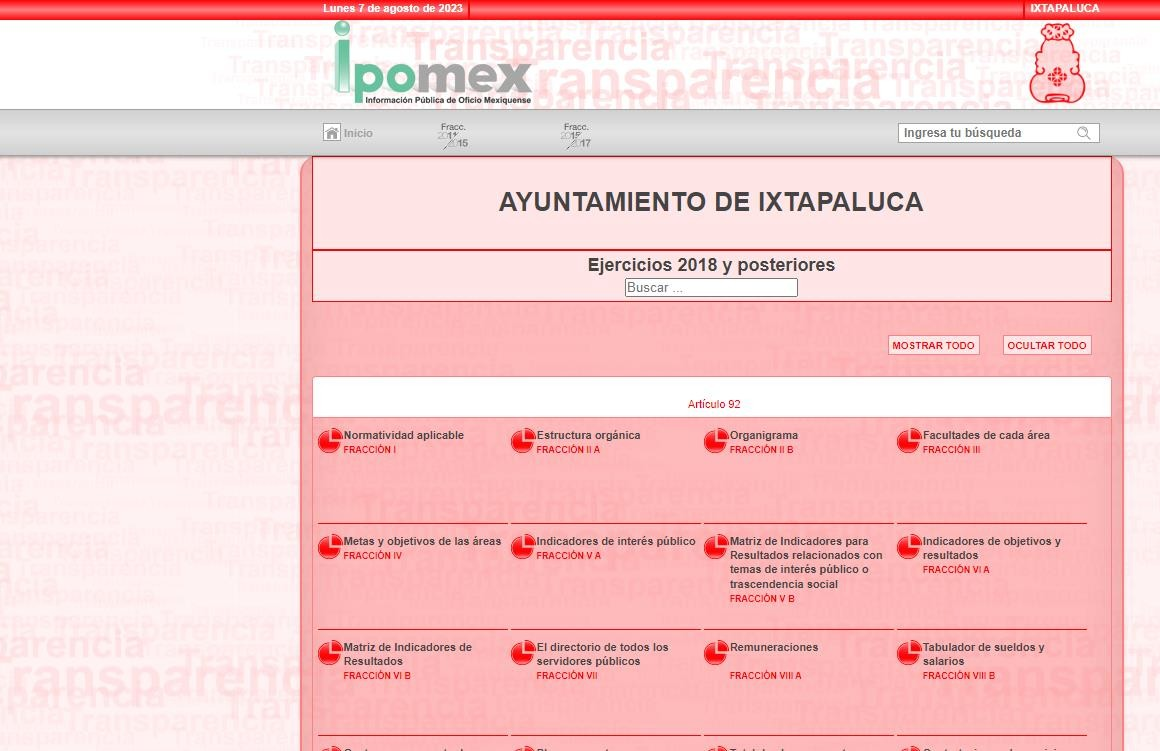 Lunes 7 de agosto de 2023
IXTAPALUCA
ipomex
Información Pública de Oficio Mexiquense
Inicio
Fracc.
2015
Fracc.
2017
Ingresa tu búsqueda
AYUNTAMIENTO DE IXTAPALUCA
Ejercicios 2018 y posteriores
Buscar ...
MOSTRAR TODO
OCULTAR TODO
Artículo 92
Normatividad aplicable
FRACCIÓN I
Estructura orgánica
FRACCIÓN II A
Organigrama
FRACCIÓN II B
Facultades de cada área
FRACCIÓN III
Metas y objetivos de las áreas
FRACCIÓN IV
Indicadores de interés público
FRACCIÓN V A
Matriz de Indicadores para
Resultados relacionados con
temas de interés público o
trascendencia social
FRACCIÓN V B
Indicadores de objetivos y
resultados
FRACCIÓN VI A
Matriz de Indicadores de
Resultados
FRACCIÓN VI B
El directorio de todos los
servidores públicos
FRACCIÓN VII
Remuneraciones
FRACCIÓN VIII A
Tabulador de sueldos y
salarios
FRACCIÓN VIII B